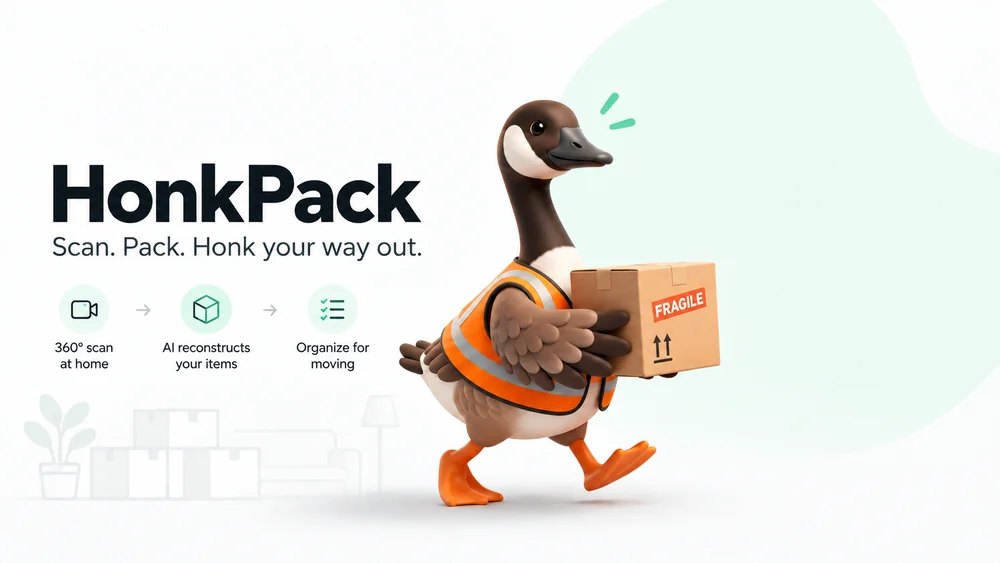 HonkPack
Scan. Pack. Honk your way out.
360° scan
at home
AI reconstructs
your items
Organize for
moving
FRAGILE